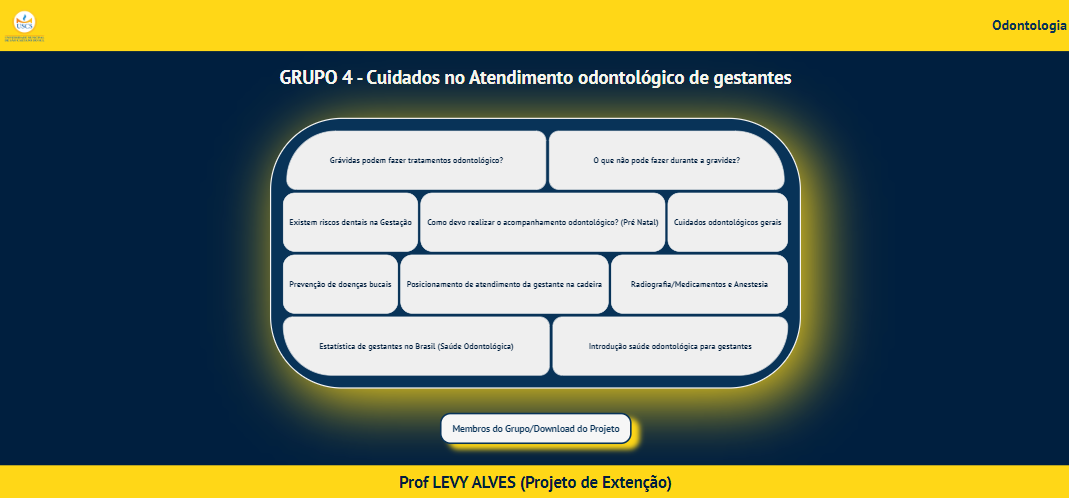 USCS
Odontologia
GRUPO 4 - Cuidados no Atendimento odontológico de gestantes
Grávidas podem fazer tratamentos odontológico?
O que não pode fazer durante a gravidez?
Existem riscos dentais na Gestação
Como devo realizar o acompanhamento odontológico? (Pré Natal)
Cuidados odontológicos gerais
Prevenção de doenças bucais
Posicionamento de atendimento da gestante na cadeira
Radiografia/Medicamentos e Anestesia
Estatística de gestantes no Brasil (Saúde Odontológica)
Introdução saúde odontológica para gestantes
Membros do Grupo/Download do Projeto
Prof LEVY ALVES (Projeto de Extenção)